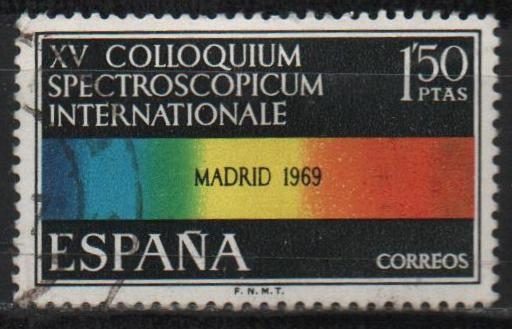 XV COLLOQUIUM
SPECTROSCOPICUM
INTERNATIONALE
1'50
PTAS
MADRID 1969
ESPAÑA
CORREOS
F. N. M. T.